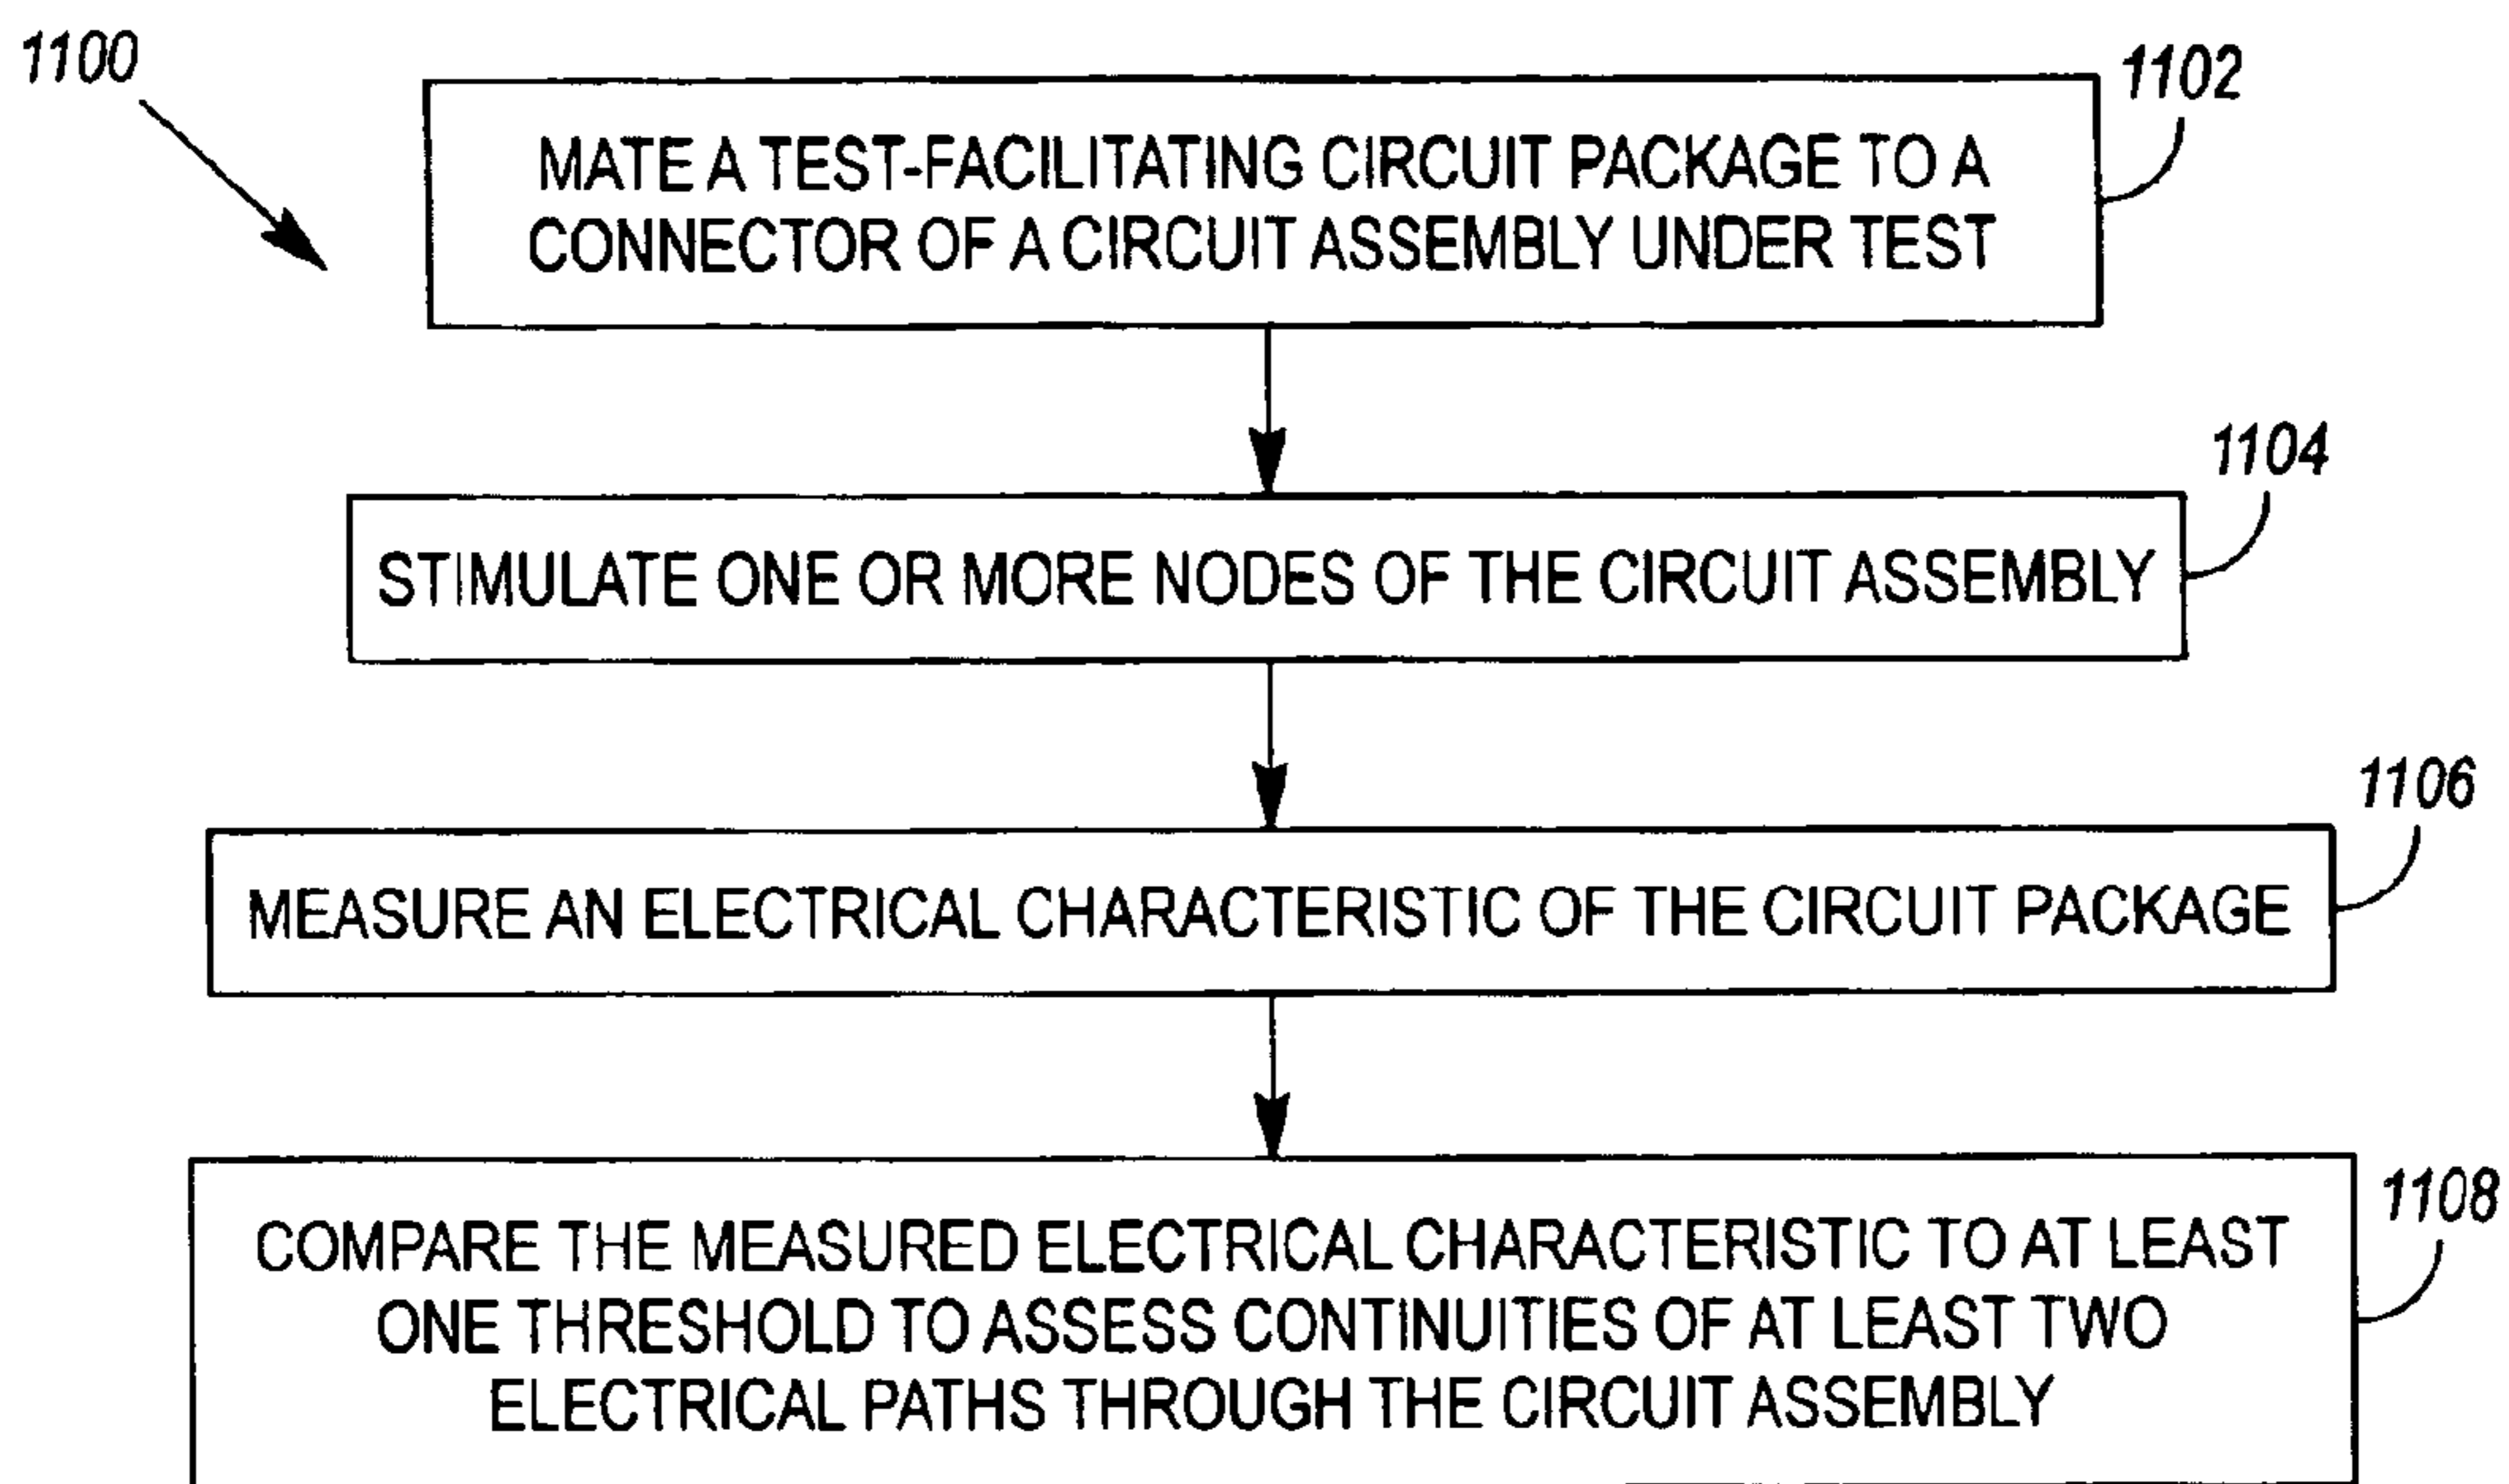 1100
1102
MATE A TEST-FACILITATING CIRCUIT PACKAGE TO A
CONNECTOR OF A CIRCUIT ASSEMBLY UNDER TEST
1104
STIMULATE ONE OR MORE NODES OF THE CIRCUIT ASSEMBLY
1106
MEASURE AN ELECTRICAL CHARACTERISTIC OF THE CIRCUIT PACKAGE
1108
COMPARE THE MEASURED ELECTRICAL CHARACTERISTIC TO AT LEAST
ONE THRESHOLD TO ASSESS CONTINUITIES OF AT LEAST TWO
ELECTRICAL PATHS THROUGH THE CIRCUIT ASSEMBLY